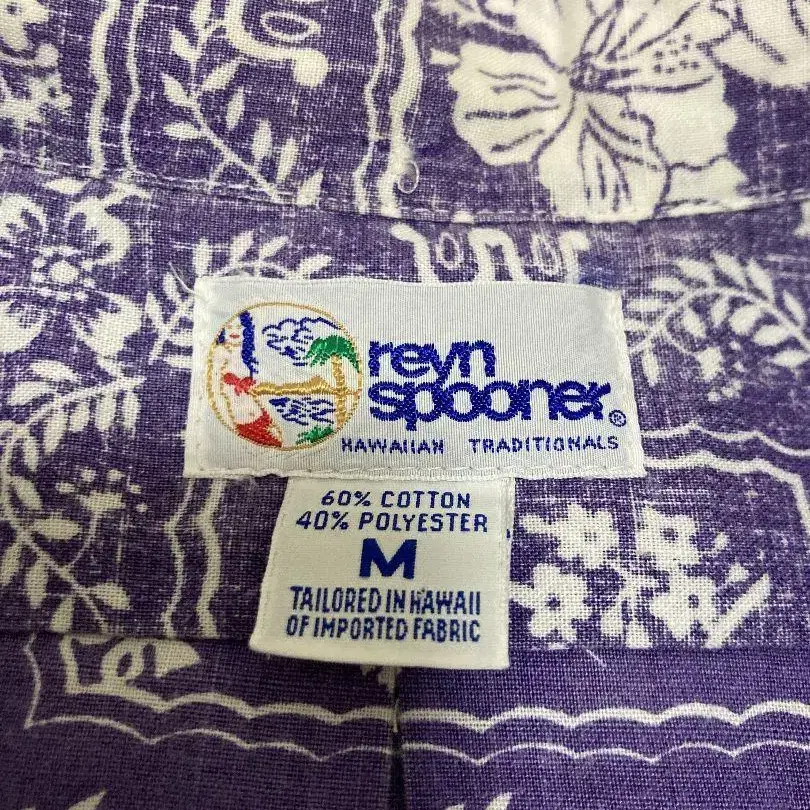 reyn
spooner®
HAWAIIAN TRADITIONALS
60% COTTON
40% POLYESTER
M
TAILORED IN HAWAII
OF IMPORTED FABRIC